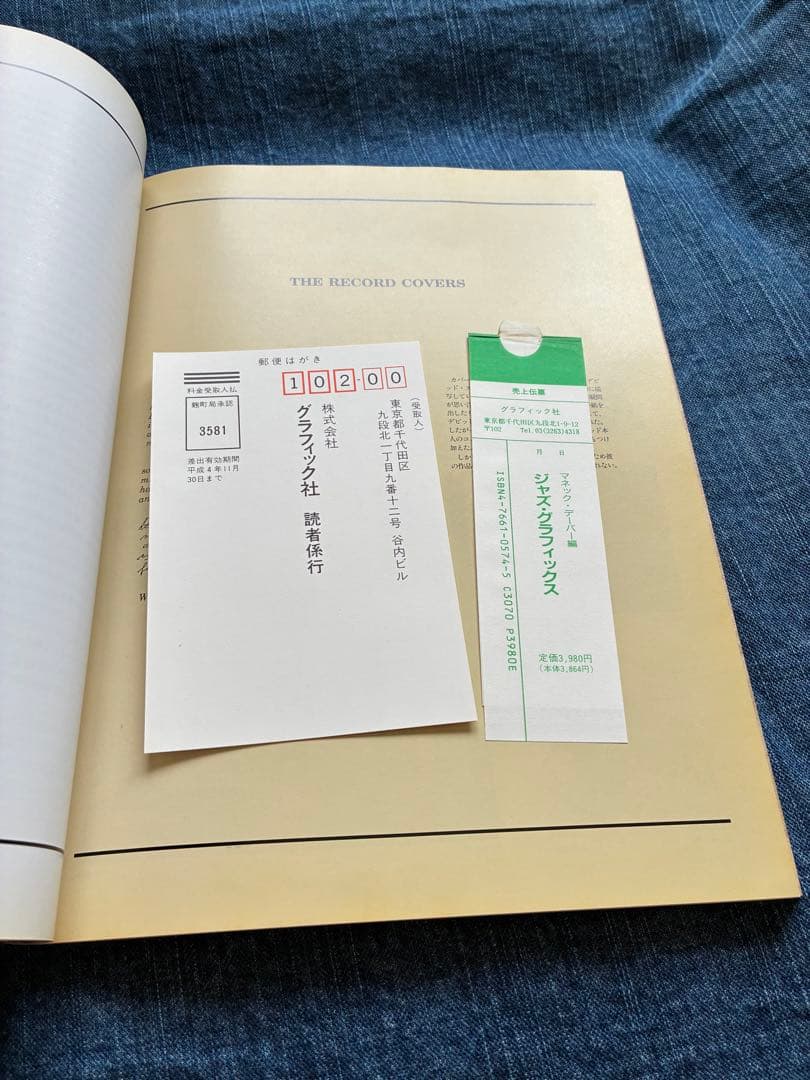 THE RECORD COVERS
郵便はがき
料金受取人払
麹町局承認
3581
差出有効期間
平成4年11月
30日まで
102-00
(受取人)
東京都千代田区
九段北一丁目九番十二号 谷内ビル
株式会社
グラフィック社 読者係行
売上伝票
グラフィック社
東京都千代田区九段北1-9-12
〒102 Tel.03(3263)4318
月 日
マネック・デーバー編
ジャズ・グラフィックス
ISBN4-7661-0574-5 C3070 P3980E
定価3,980円
(本体3,864円)